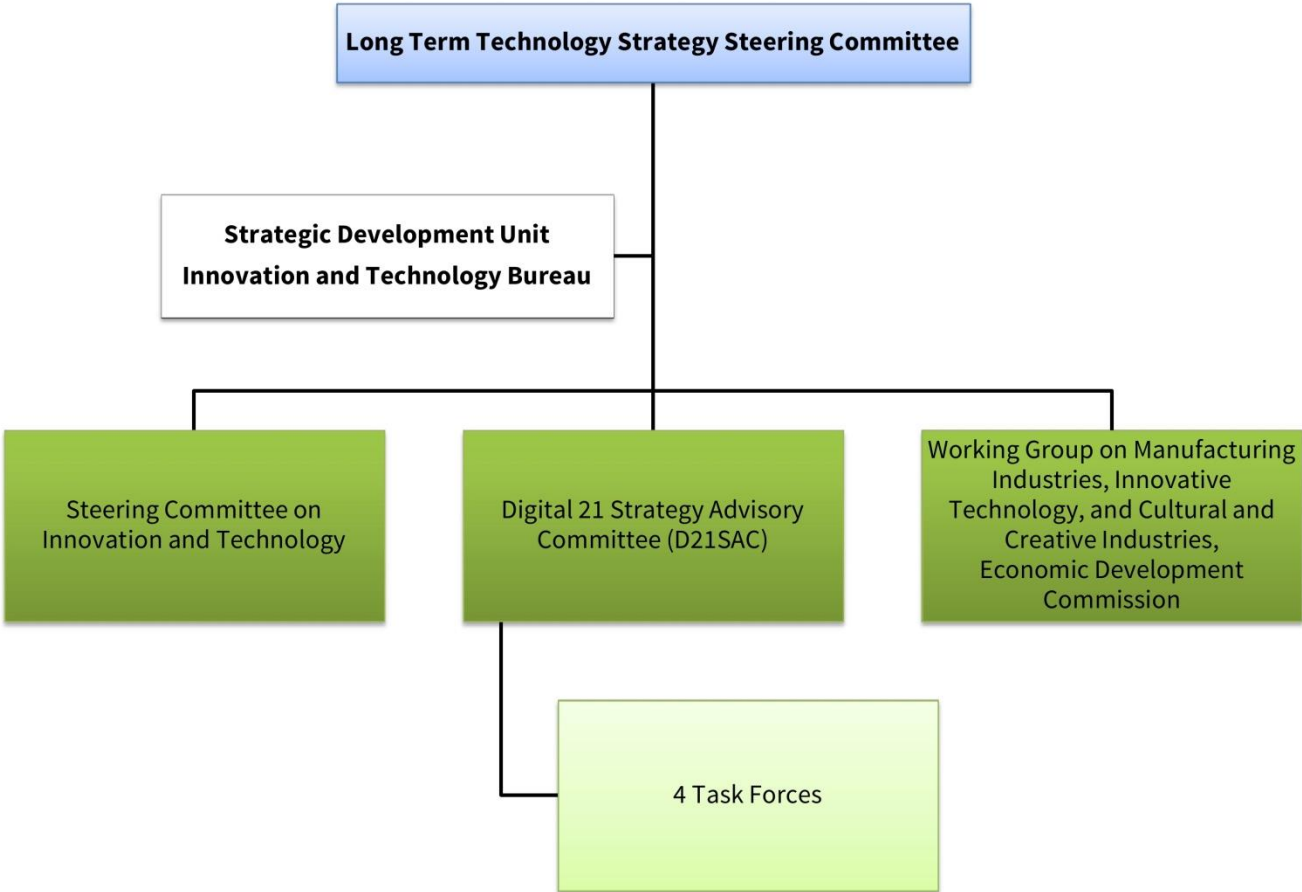 Long Term Technology Strategy Steering Committee
Strategic Development Unit
Innovation and Technology Bureau
Steering Committee on
Innovation and Technology
Digital 21 Strategy Advisory
Committee (D21SAC)
Working Group on Manufacturing
Industries, Innovative
Technology, and Cultural and
Creative Industries,
Economic Development
Commission
4 Task Forces